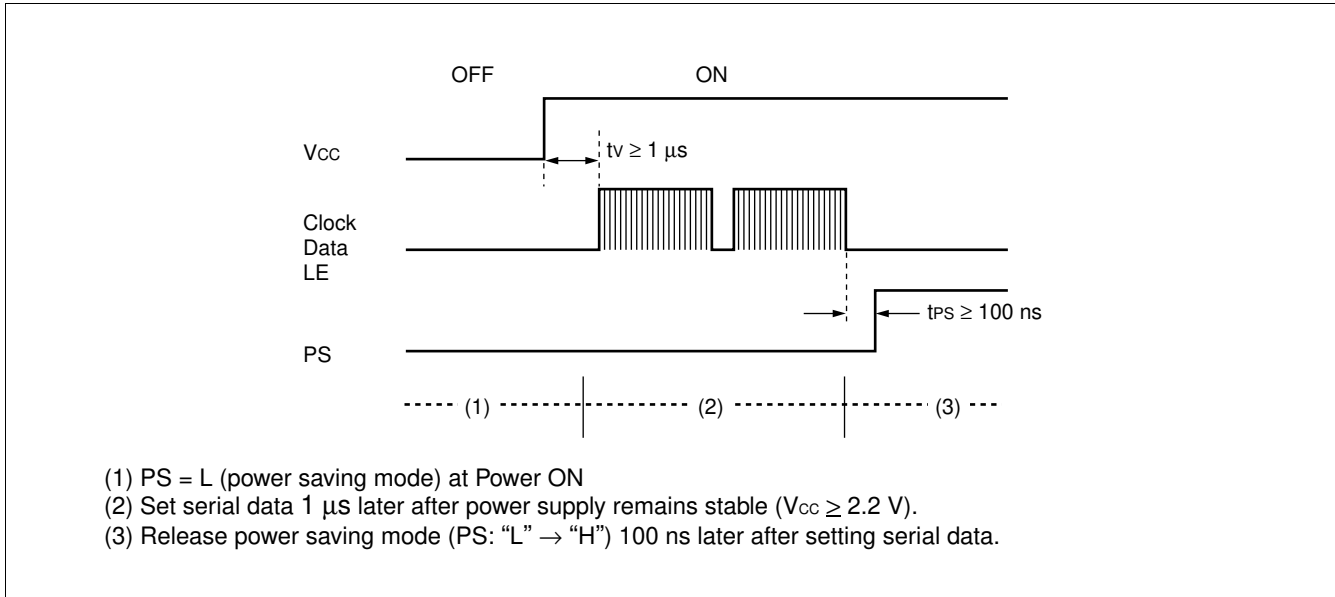 OFF ON
VCC
tV ≥ 1 μs
Clock
Data
LE
tPS ≥ 100 ns
PS
(1) (2) (3)
(1) PS = L (power saving mode) at Power ON
(2) Set serial data 1 μs later after power supply remains stable (VCC ≥ 2.2 V).
(3) Release power saving mode (PS: “L” → “H”) 100 ns later after setting serial data.